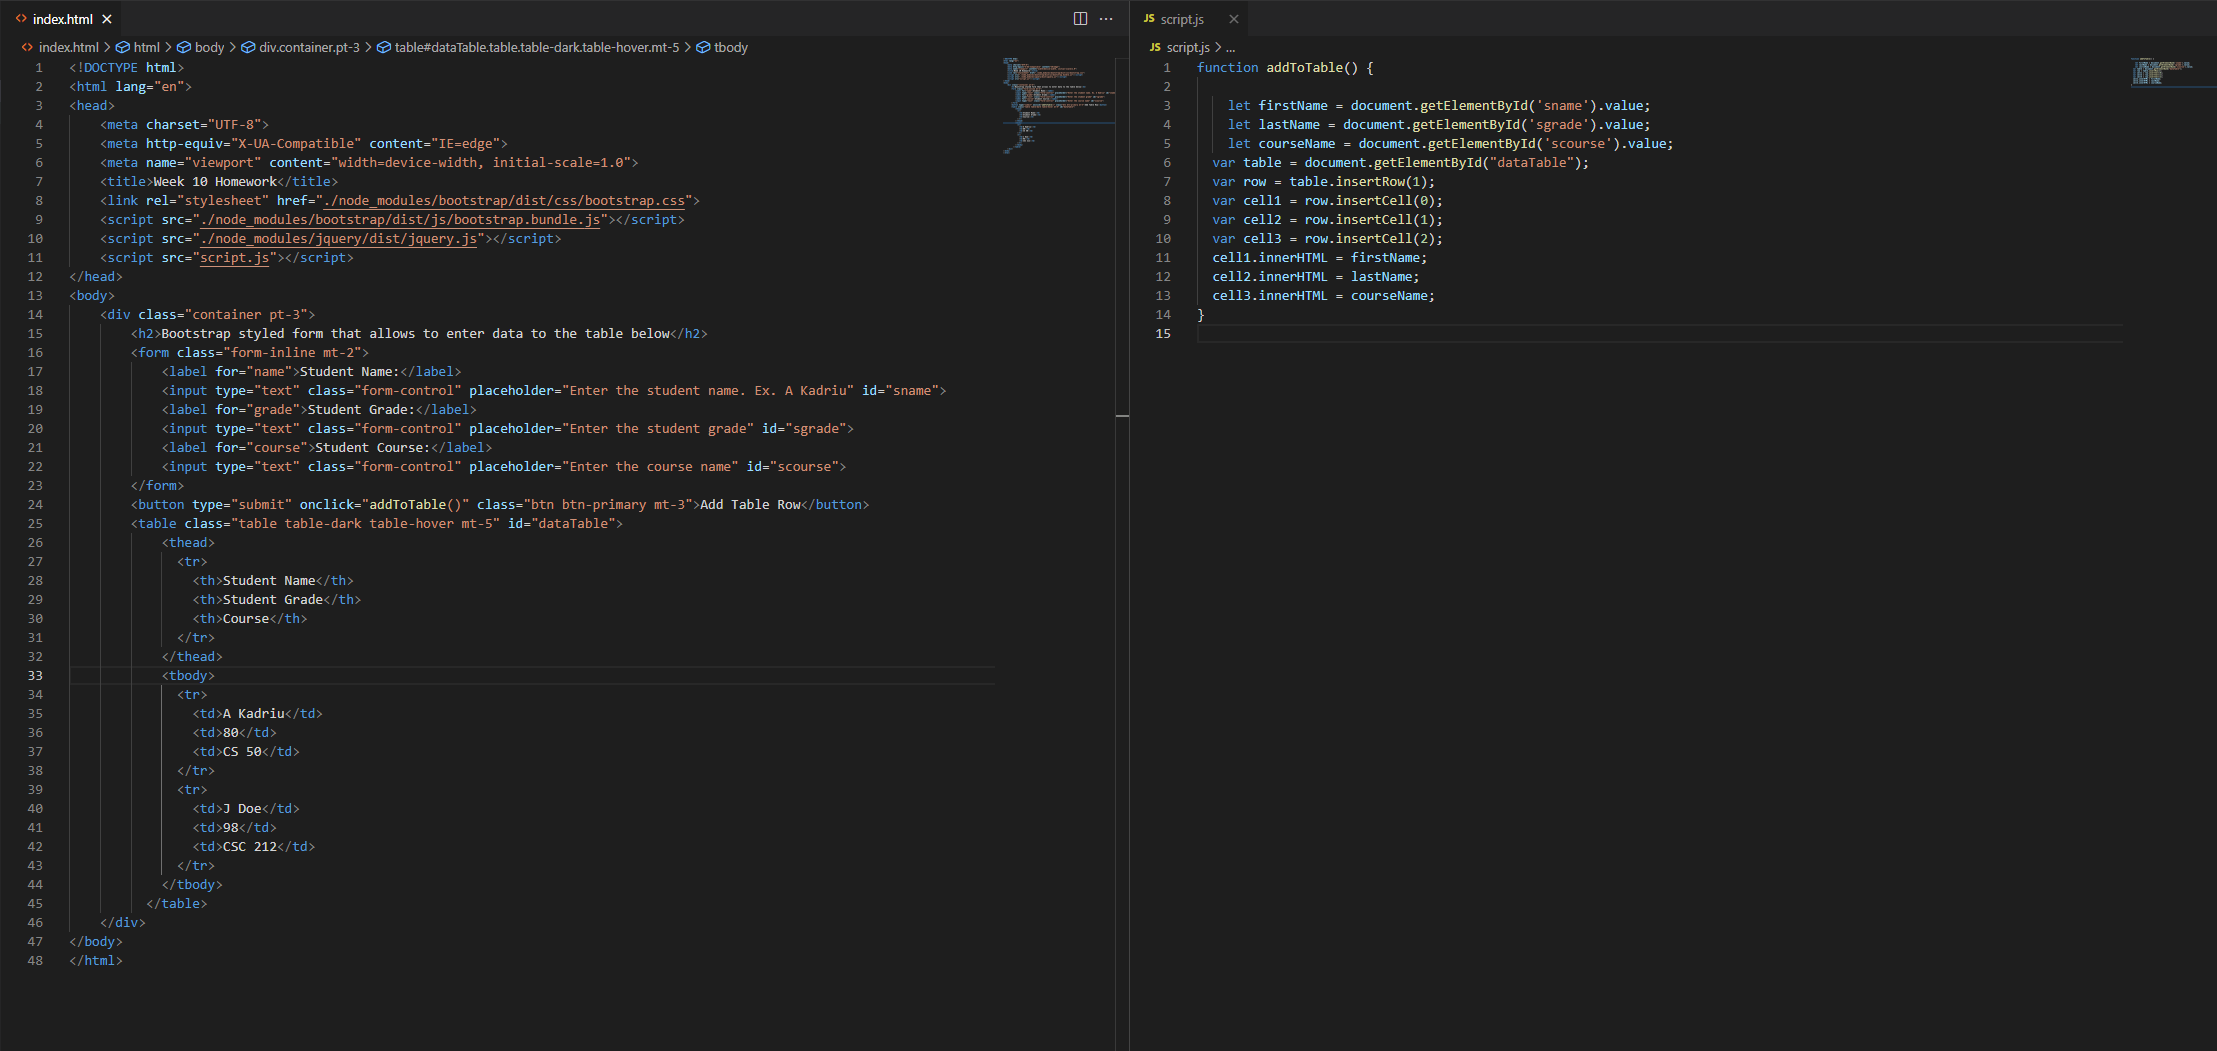 index.html
index.html > html > body > div.container.pt-3 > table#dataTable.table.table-dark.table-hover.mt-5 > tbody
1 <!DOCTYPE html>
2 <html lang="en">
3 <head>
4     <meta charset="UTF-8">
5     <meta http-equiv="X-UA-Compatible" content="IE=edge">
6     <meta name="viewport" content="width=device-width, initial-scale=1.0">
7     <title>Week 10 Homework</title>
8     <link rel="stylesheet" href="./node_modules/bootstrap/dist/css/bootstrap.css">
9     <script src="./node_modules/bootstrap/dist/js/bootstrap.bundle.js"></script>
10     <script src="./node_modules/jquery/dist/jquery.js"></script>
11     <script src="script.js"></script>
12 </head>
13 <body>
14     <div class="container pt-3">
15         <h2>Bootstrap styled form that allows to enter data to the table below</h2>
16         <form class="form-inline mt-2">
17             <label for="name">Student Name:</label>
18             <input type="text" class="form-control" placeholder="Enter the student name. Ex. A Kadriu" id="sname">
19             <label for="grade">Student Grade:</label>
20             <input type="text" class="form-control" placeholder="Enter the student grade" id="sgrade">
21             <label for="course">Student Course:</label>
22             <input type="text" class="form-control" placeholder="Enter the course name" id="scourse">
23         </form>
24         <button type="submit" onclick="addToTable()" class="btn btn-primary mt-3">Add Table Row</button>
25         <table class="table table-dark table-hover mt-5" id="dataTable">
26             <thead>
27               <tr>
28                 <th>Student Name</th>
29                 <th>Student Grade</th>
30                 <th>Course</th>
31               </tr>
32             </thead>
33             <tbody>
34               <tr>
35                 <td>A Kadriu</td>
36                 <td>80</td>
37                 <td>CS 50</td>
38               </tr>
39               <tr>
40                 <td>J Doe</td>
41                 <td>98</td>
42                 <td>CSC 212</td>
43               </tr>
44             </tbody>
45           </table>
46     </div>
47 </body>
48 </html>
JS script.js
JS script.js > ...
1 function addToTable() {
2
3     let firstName = document.getElementById('sname').value;
4     let lastName = document.getElementById('sgrade').value;
5     let courseName = document.getElementById('scourse').value;
6   var table = document.getElementById("dataTable");
7   var row = table.insertRow(1);
8   var cell1 = row.insertCell(0);
9   var cell2 = row.insertCell(1);
10   var cell3 = row.insertCell(2);
11   cell1.innerHTML = firstName;
12   cell2.innerHTML = lastName;
13   cell3.innerHTML = courseName;
14 }
15